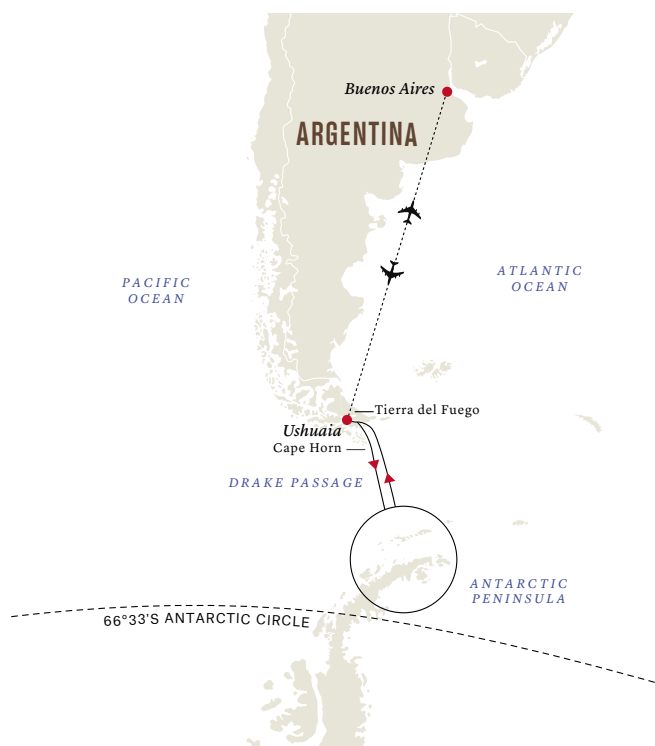 Buenos Aires
ARGENTINA
PACIFIC
OCEAN
ATLANTIC
OCEAN
Tierra del Fuego
Ushuaia
Cape Horn
DRAKE PASSAGE
ANTARCTIC
PENINSULA
66°33'S ANTARCTIC CIRCLE